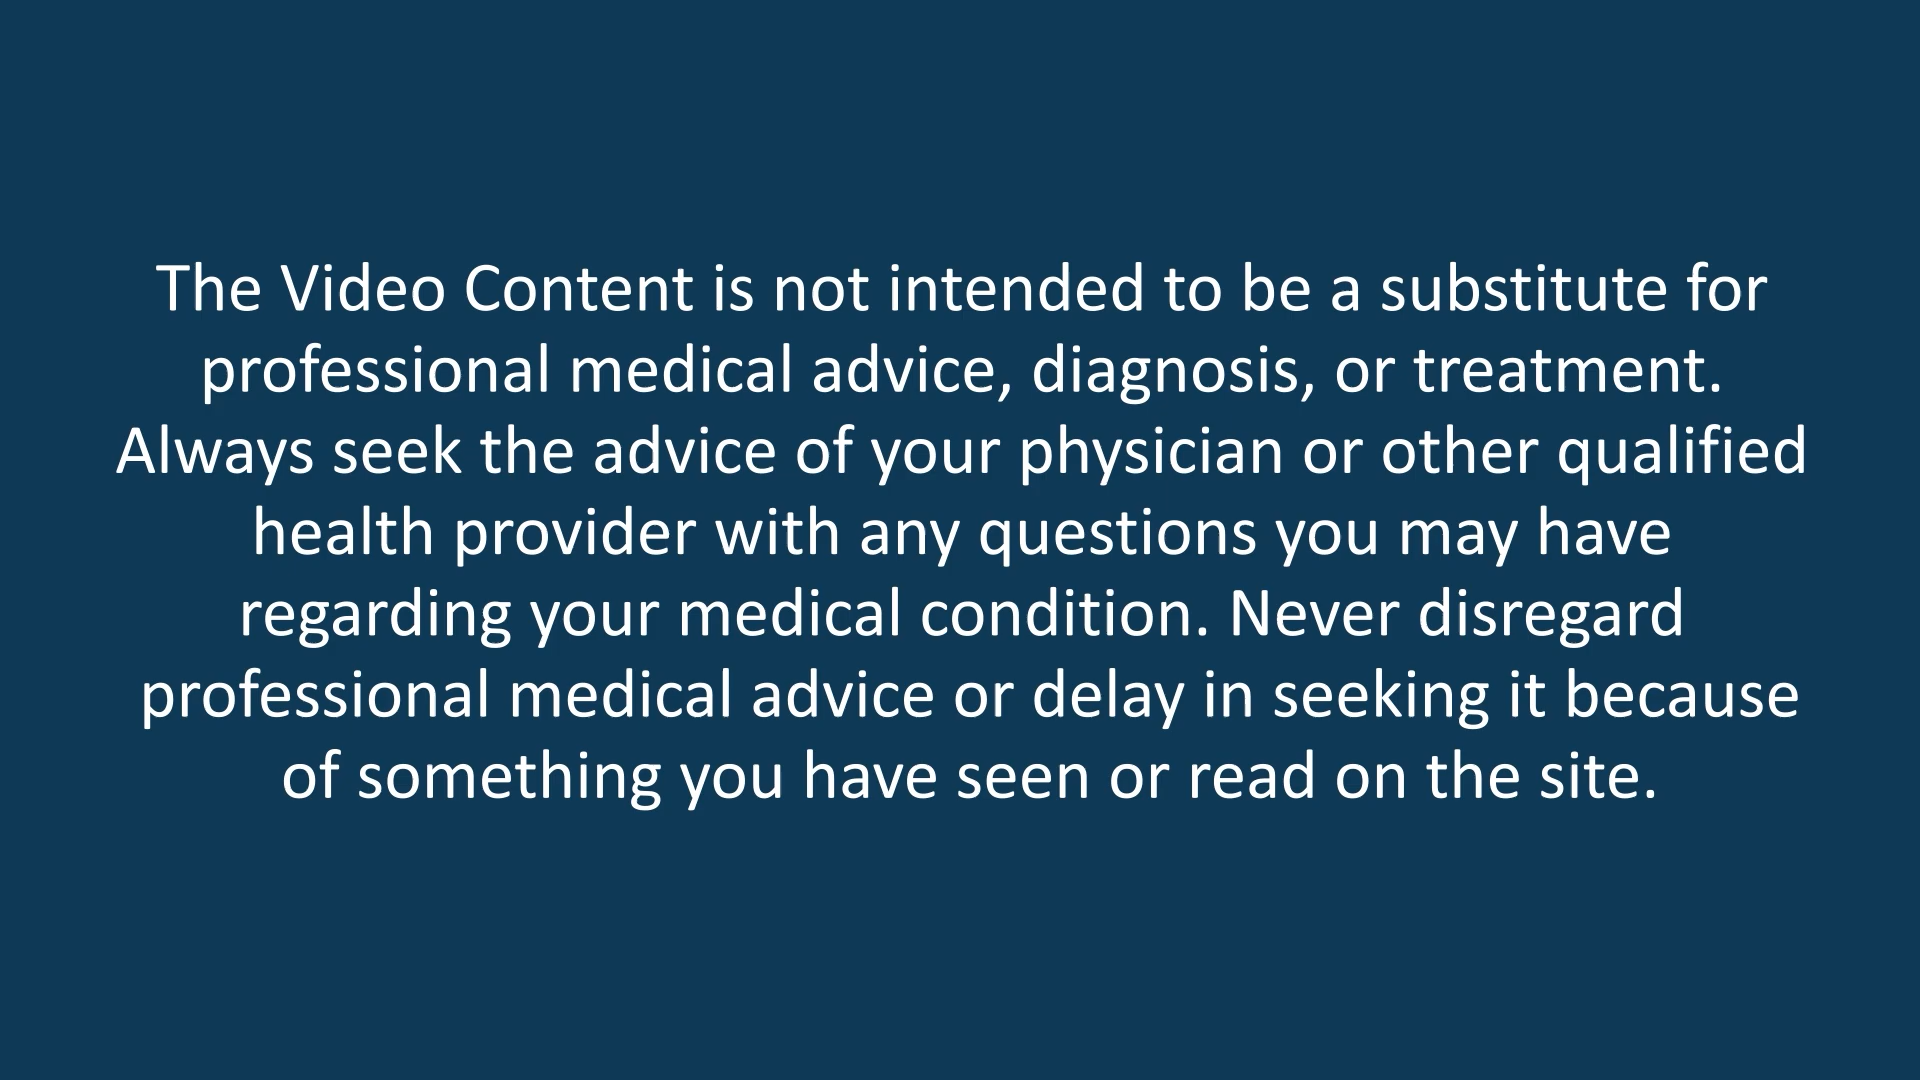 The Video Content is not intended to be a substitute for
professional medical advice, diagnosis, or treatment.
Always seek the advice of your physician or other qualified
health provider with any questions you may have
regarding your medical condition. Never disregard
professional medical advice or delay in seeking it because
of something you have seen or read on the site.